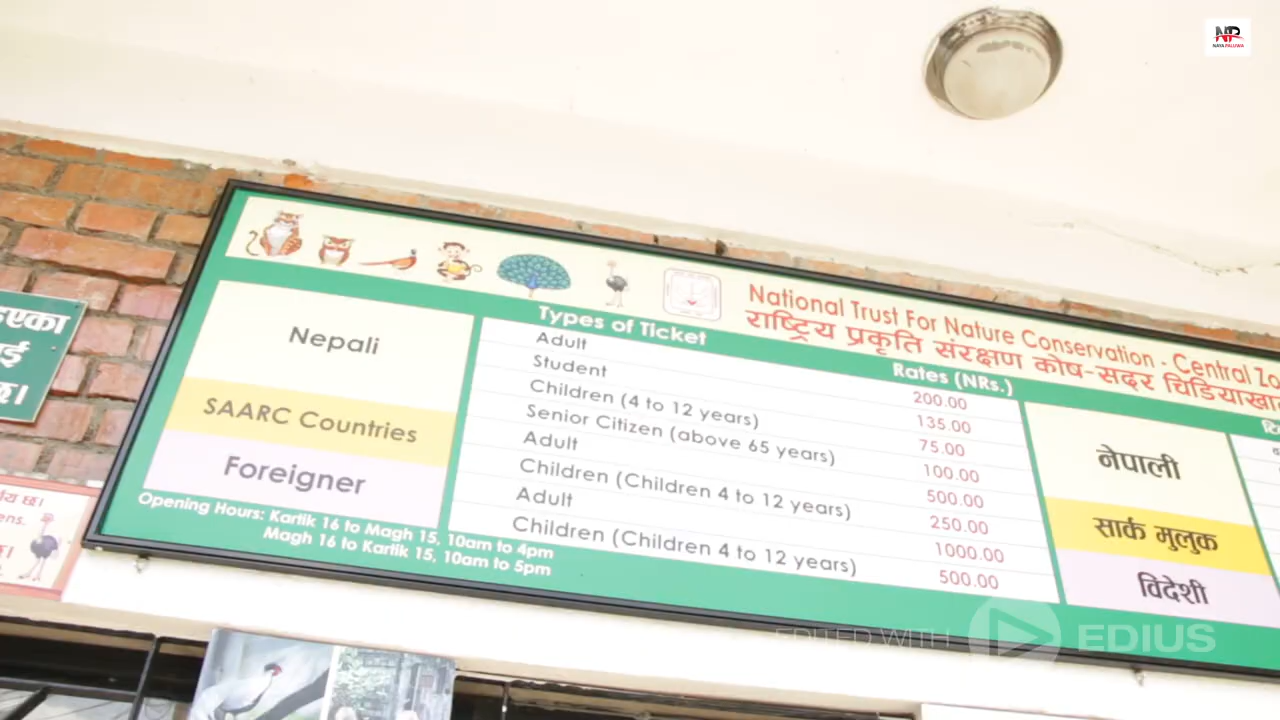 NP
NAYA PALUWA
National Trust For Nature Conservation - Central
राष्ट्रिय प्रकृति संरक्षण कोष-सदर
Types of Ticket Rates (NRs.)
Nepali
Adult 200.00
Student 135.00
Children (4 to 12 years) 75.00
Senior Citizen (above 65 years) 100.00
SAARC Countries
Adult 500.00
Children (Children 4 to 12 years) 250.00
Foreigner
Adult 1000.00
Children (Children 4 to 12 years) 500.00
Opening Hours: Kartik 16 to Magh 15, 10am to 4pm
Magh 16 to Kartik 15, 10am to 5pm
नेपाली
सार्क मुलुक
विदेशी
EDITED WITH EDIUS